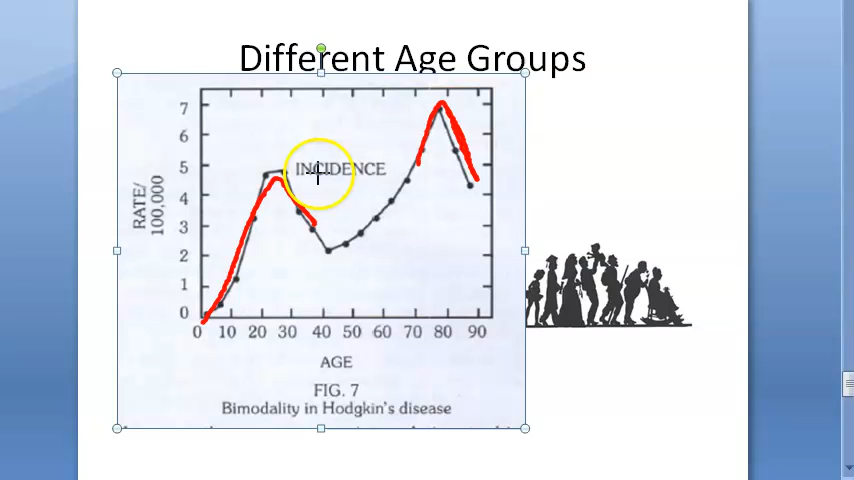 Different Age Groups
7
6
INCIDENCE
5
4
3
2
1
0
RATE/
100,000
0 10 20 30 40 50 60 70 80 90
AGE
FIG. 7
Bimodality in Hodgkin's disease